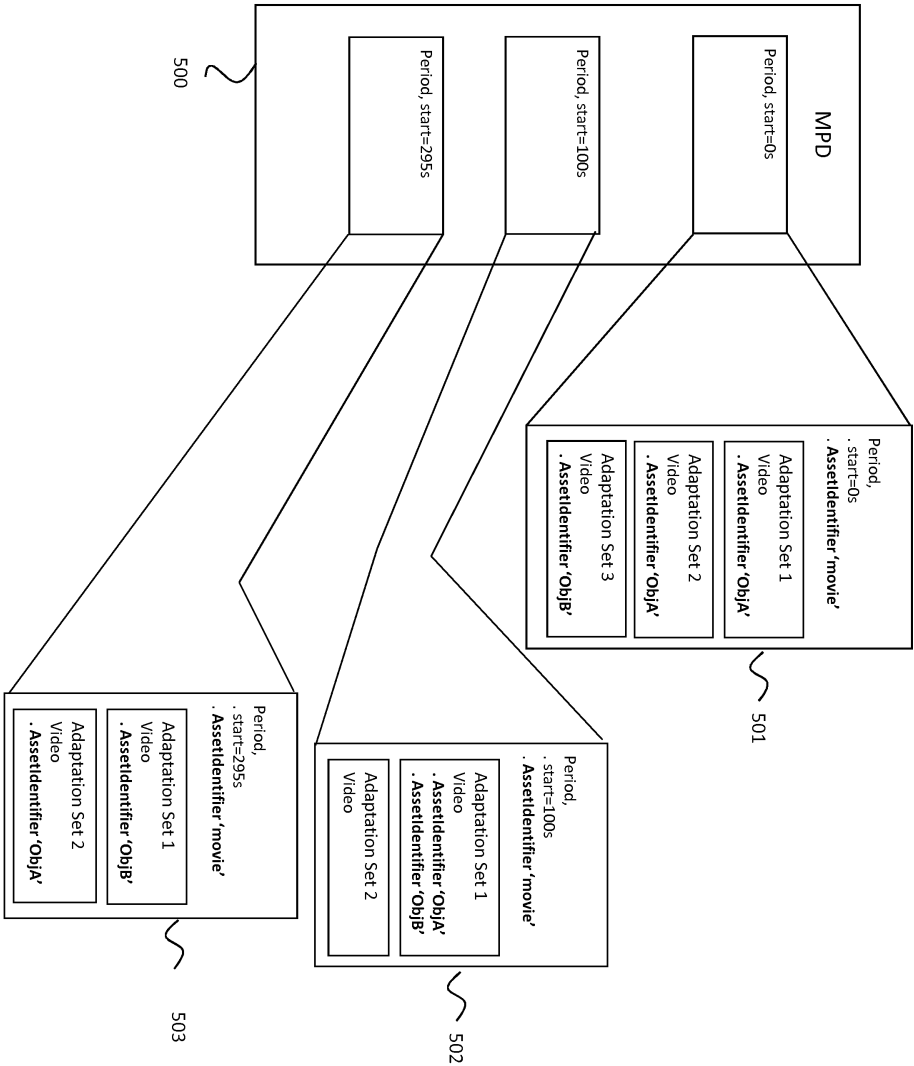 MPD
Period, start=0s
Period, start=100s
Period, start=295s
500
Period,
. start=0s
. AssetIdentifier 'movie'
Adaptation Set 1
Video
. AssetIdentifier 'ObjA'
Adaptation Set 2
Video
. AssetIdentifier 'ObjA'
Adaptation Set 3
Video
. AssetIdentifier 'ObjB'
501
Period,
. start=100s
. AssetIdentifier 'movie'
Adaptation Set 1
Video
. AssetIdentifier 'ObjA'
. AssetIdentifier 'ObjB'
Adaptation Set 2
Video
502
Period,
. start=295s
. AssetIdentifier 'movie'
Adaptation Set 1
Video
. AssetIdentifier 'ObjB'
Adaptation Set 2
Video
. AssetIdentifier 'ObjA'
503